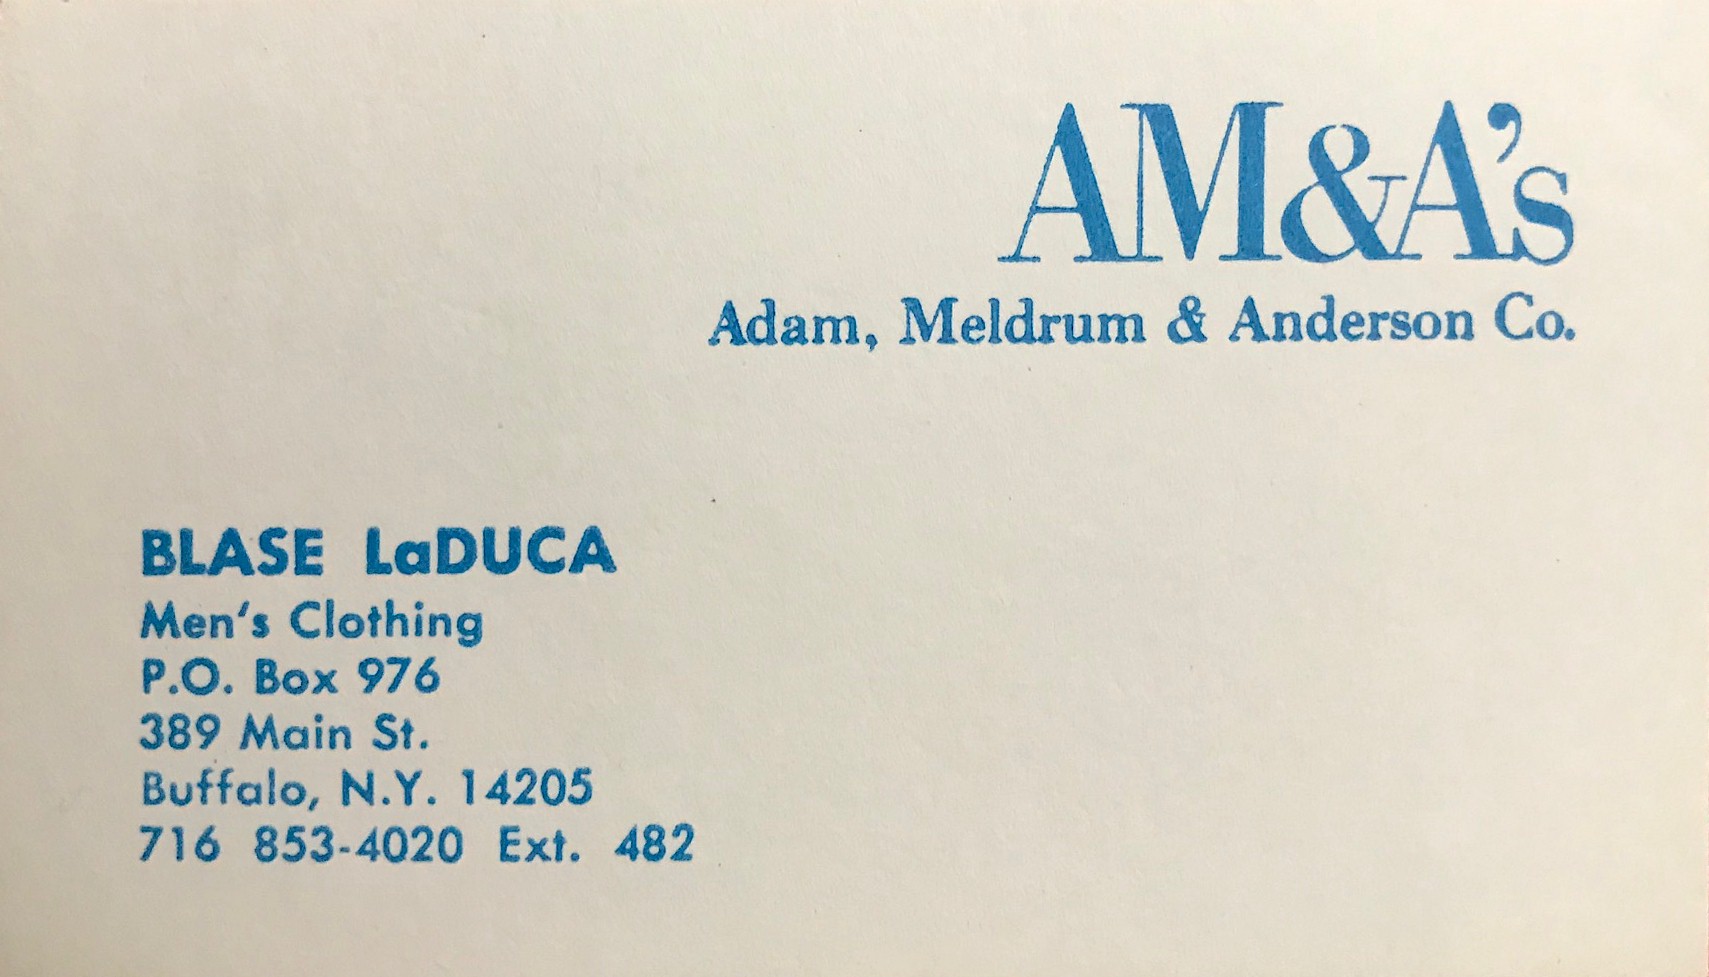 AM&A's
Adam, Meldrum & Anderson Co.
BLASE LaDUCA
Men's Clothing
P.O. Box 976
389 Main St.
Buffalo, N.Y. 14205
716 853-4020 Ext. 482